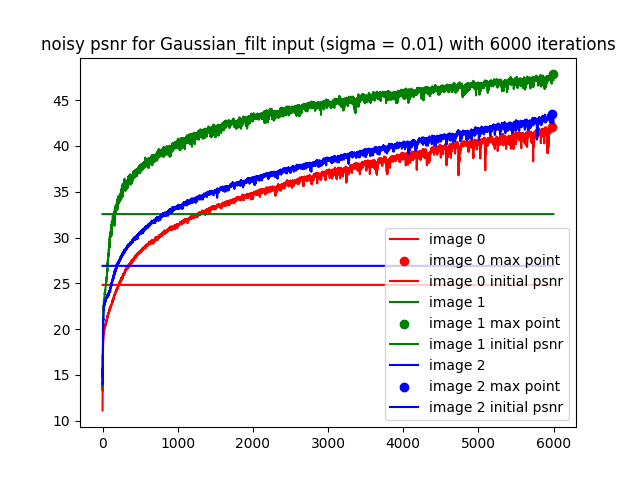 noisy psnr for Gaussian_filt input (sigma = 0.01) with 6000 iterations
45
40
35
30
25
20
15
10
image 0
image 0 max point
image 0 initial psnr
image 1
image 1 max point
image 1 initial psnr
image 2
image 2 max point
image 2 initial psnr
0 1000 2000 3000 4000 5000 6000